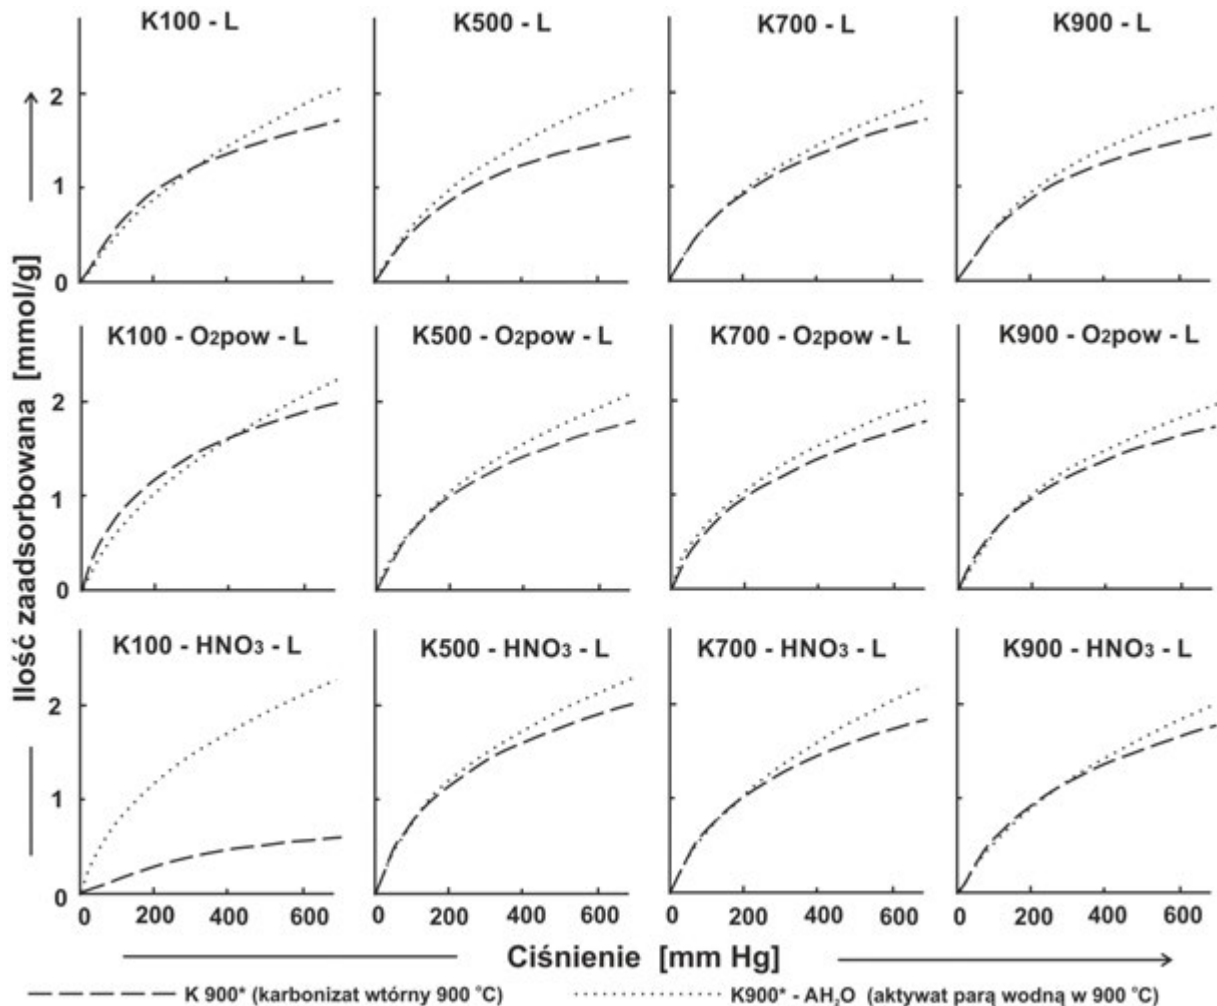 K100 - L K500 - L K700 - L K900 - L
2
1
0
K100 - O2pow - L K500 - O2pow - L K700 - O2pow - L K900 - O2pow - L
2
1
0
K100 - HNO3 - L K500 - HNO3 - L K700 - HNO3 - L K900 - HNO3 - L
2
1
0
0 200 400 600 0 200 400 600 0 200 400 600 0 200 400 600
Ilość zaadsorbowana [mmol/g]
Ciśnienie [mm Hg]
K 900* (karbonizat wtórny 900 °C) K900* - AH2O (aktywat parą wodną w 900 °C)